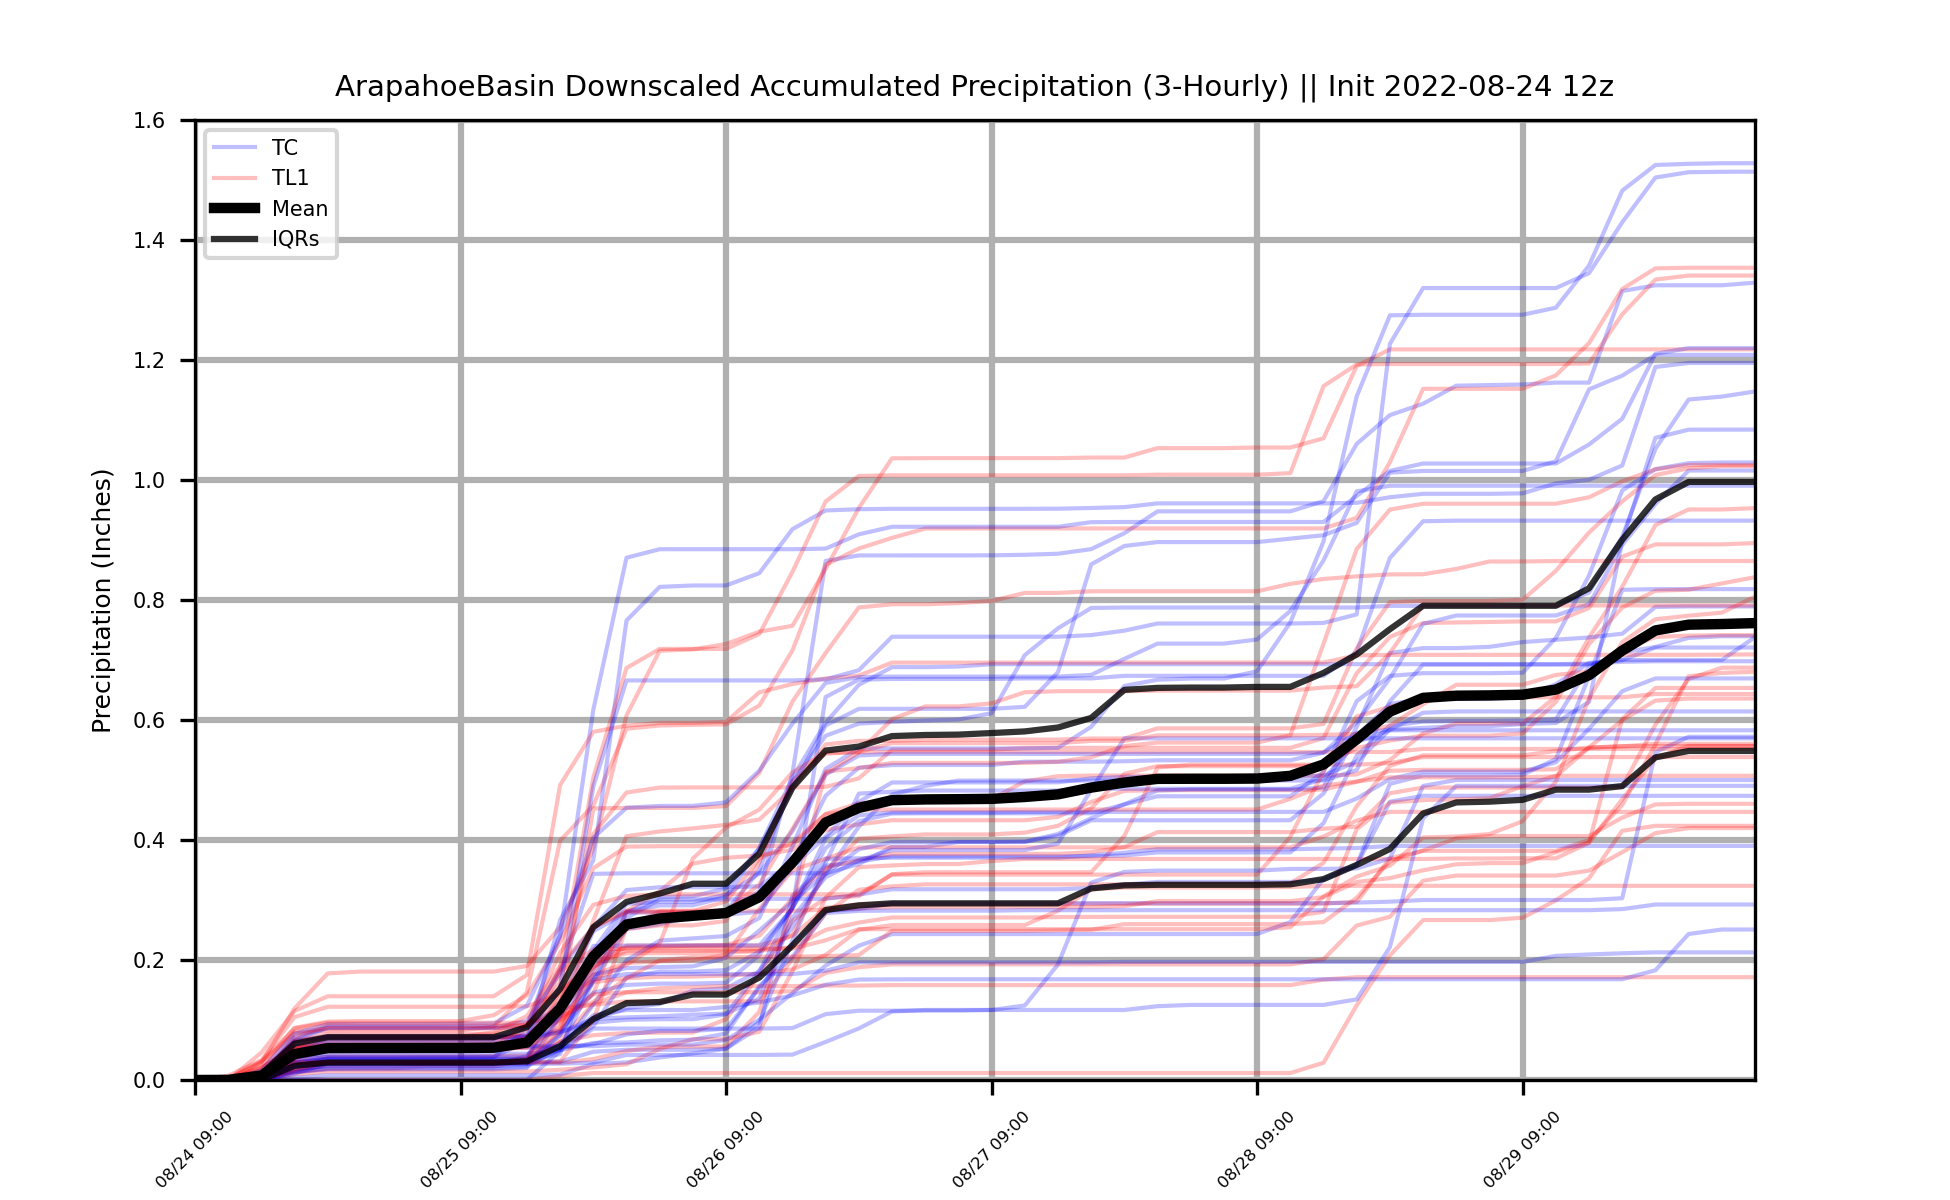 ArapahoeBasin Downscaled Accumulated Precipitation (3-Hourly) || Init 2022-08-24 12z
TC
TL1
Mean
IQRs
Precipitation (Inches)
1.6
1.4
1.2
1.0
0.8
0.6
0.4
0.2
0.0
08/24 09:00
08/25 09:00
08/26 09:00
08/27 09:00
08/28 09:00
08/29 09:00